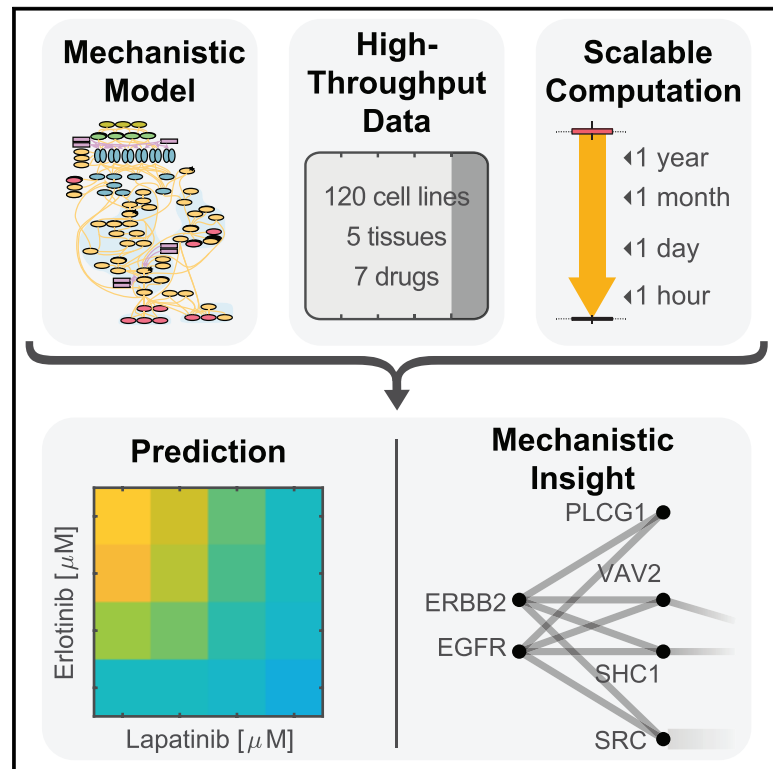 Mechanistic
Model
High-
Throughput
Data
120 cell lines
5 tissues
7 drugs
Scalable
Computation
1 year
1 month
1 day
1 hour
Prediction
Erlotinib [μM]
Lapatinib [μM]
Mechanistic
Insight
PLCG1
VAV2
ERBB2
EGFR
SHC1
SRC